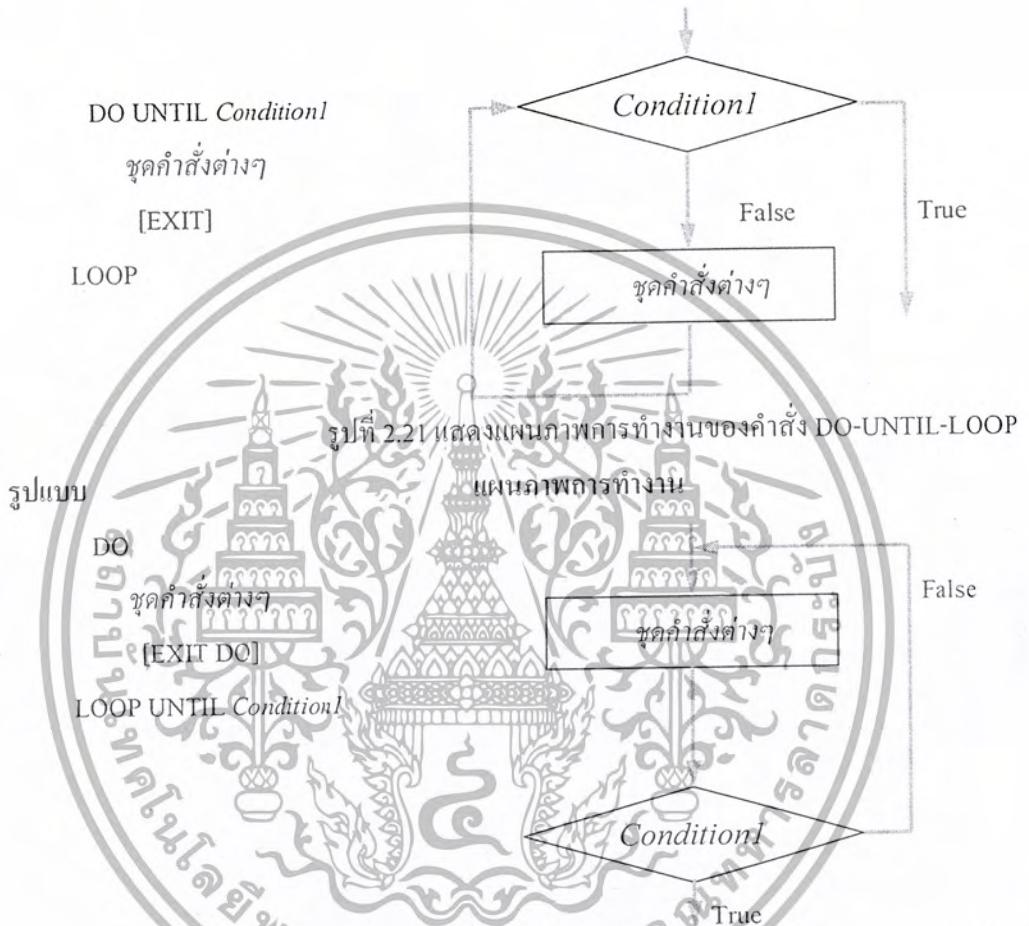 DO UNTIL Condition1
ชุดคำสั่งต่างๆ
[EXIT]
LOOP
Condition1
False
True
ชุดคำสั่งต่างๆ
รูปที่ 2.21 แสดงแผนภาพการทำงานของคำสั่ง DO-UNTIL-LOOP
รูปแบบ
แผนภาพการทำงาน
DO
ชุดคำสั่งต่างๆ
[EXIT DO]
LOOP UNTIL Condition1
False
ชุดคำสั่งต่างๆ
Condition1
True